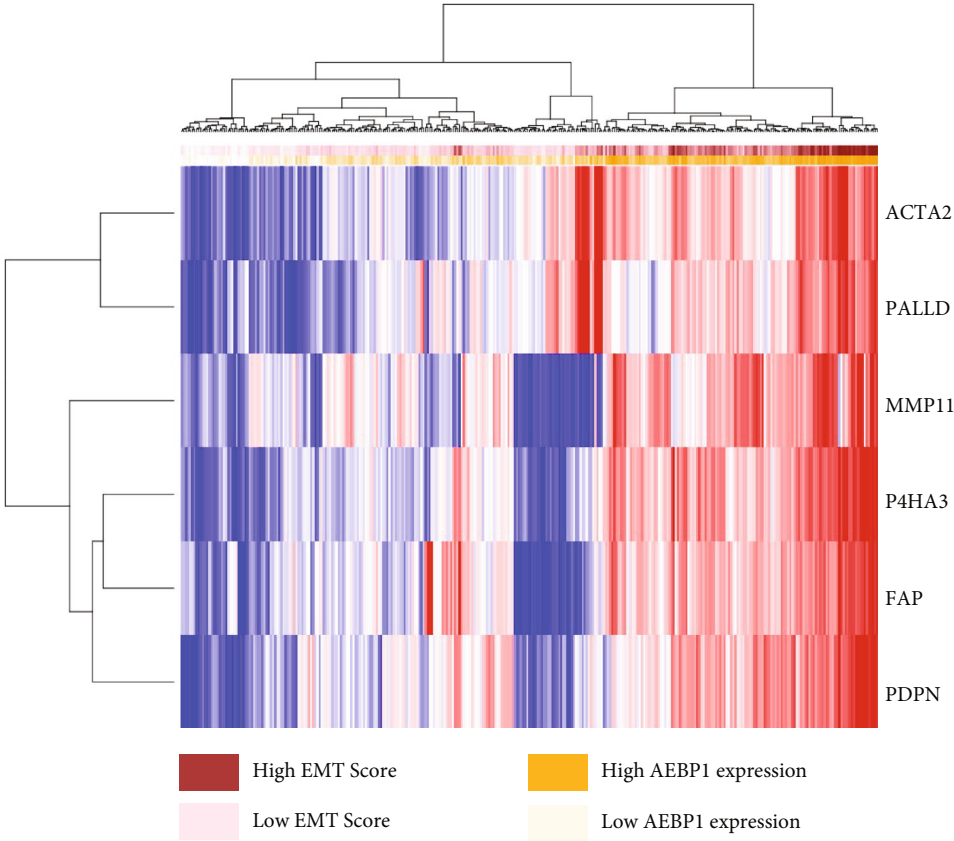 ACTA2
PALLD
MMP11
P4HA3
FAP
PDPN
High EMT Score
High AEBP1 expression
Low EMT Score
Low AEBP1 expression